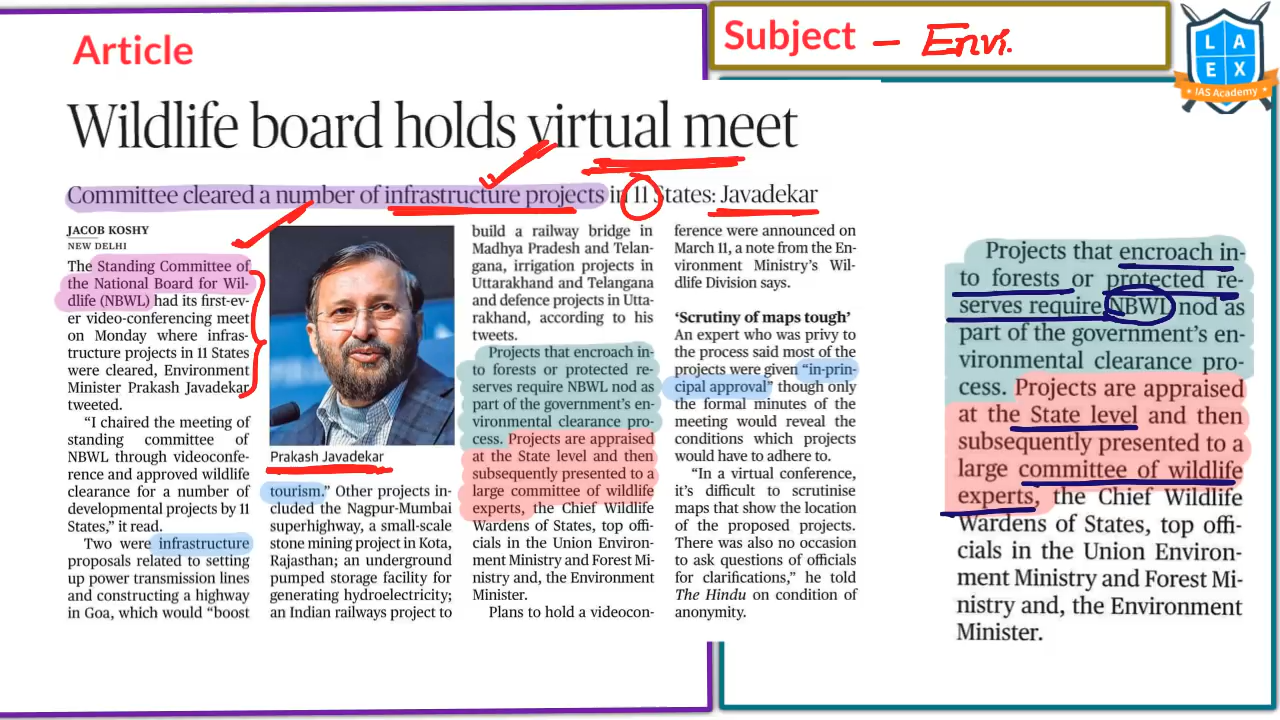 Article
Subject – Envi.
L A
E X
IAS Academy
Wildlife board holds virtual meet
Committee cleared a number of infrastructure projects in 11 States: Javadekar
JACOB KOSHY
NEW DELHI
The Standing Committee of
the National Board for Wil-
dlife (NBWL) had its first-ev-
er video-conferencing meet
on Monday where infras-
tructure projects in 11 States
were cleared, Environment
Minister Prakash Javadekar
tweeted.
“I chaired the meeting of
standing committee of
NBWL through videoconfe-
rence and approved wildlife
clearance for a number of
developmental projects by 11
States,” it read.
Two were infrastructure
proposals related to setting
up power transmission lines
and constructing a highway
in Goa, which would “boost
Prakash Javadekar
tourism.” Other projects in-
cluded the Nagpur-Mumbai
superhighway, a small-scale
stone mining project in Kota,
Rajasthan; an underground
pumped storage facility for
generating hydroelectricity;
an Indian railways project to
build a railway bridge in
Madhya Pradesh and Telan-
gana, irrigation projects in
Uttarakhand and Telangana
and defence projects in Utta-
rakhand, according to his
tweets.
Projects that encroach in-
to forests or protected re-
serves require NBWL nod as
part of the government’s en-
vironmental clearance pro-
cess. Projects are appraised
at the State level and then
subsequently presented to a
large committee of wildlife
experts, the Chief Wildlife
Wardens of States, top offi-
cials in the Union Environ-
ment Ministry and Forest Mi-
nistry and, the Environment
Minister.
Plans to hold a videocon-
ference were announced on
March 11, a note from the En-
vironment Ministry’s Wil-
dlife Division says.
‘Scrutiny of maps tough’
An expert who was privy to
the process said most of the
projects were given “in-prin-
cipal approval” though only
the formal minutes of the
meeting would reveal the
conditions which projects
would have to adhere to.
“In a virtual conference,
it’s difficult to scrutinise
maps that show the location
of the proposed projects.
There was also no occasion
to ask questions of officials
for clarifications,” he told
The Hindu on condition of
anonymity.
Projects that encroach in-
to forests or protected re-
serves require NBWL nod as
part of the government’s en-
vironmental clearance pro-
cess. Projects are appraised
at the State level and then
subsequently presented to a
large committee of wildlife
experts, the Chief Wildlife
Wardens of States, top offi-
cials in the Union Environ-
ment Ministry and Forest Mi-
nistry and, the Environment
Minister.